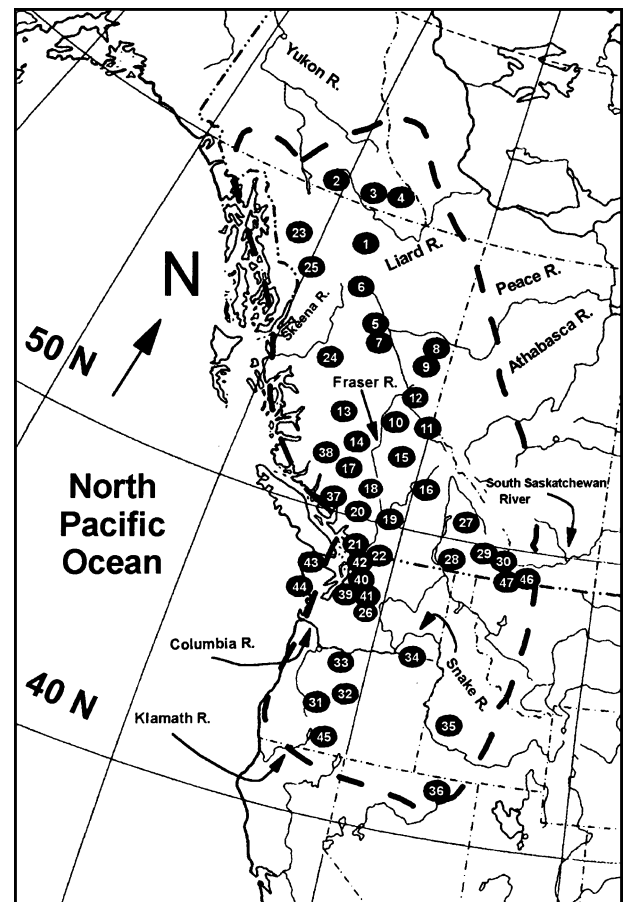 Yukon R.
2
3
4
23
1
Liard R.
N
25
6
Peace R.
Skeena R.
5
7
8
Athabasca R.
50 N
24
9
Fraser R.
12
13
10
11
14
38
15
17
North
Pacific
Ocean
South Saskatchewan
River
37
18
16
20
19
27
21
22
29
43
42
28
30
40
47
46
44
39
41
26
Columbia R.
33
34
Snake R.
40 N
31
32
Klamath R.
35
45
36